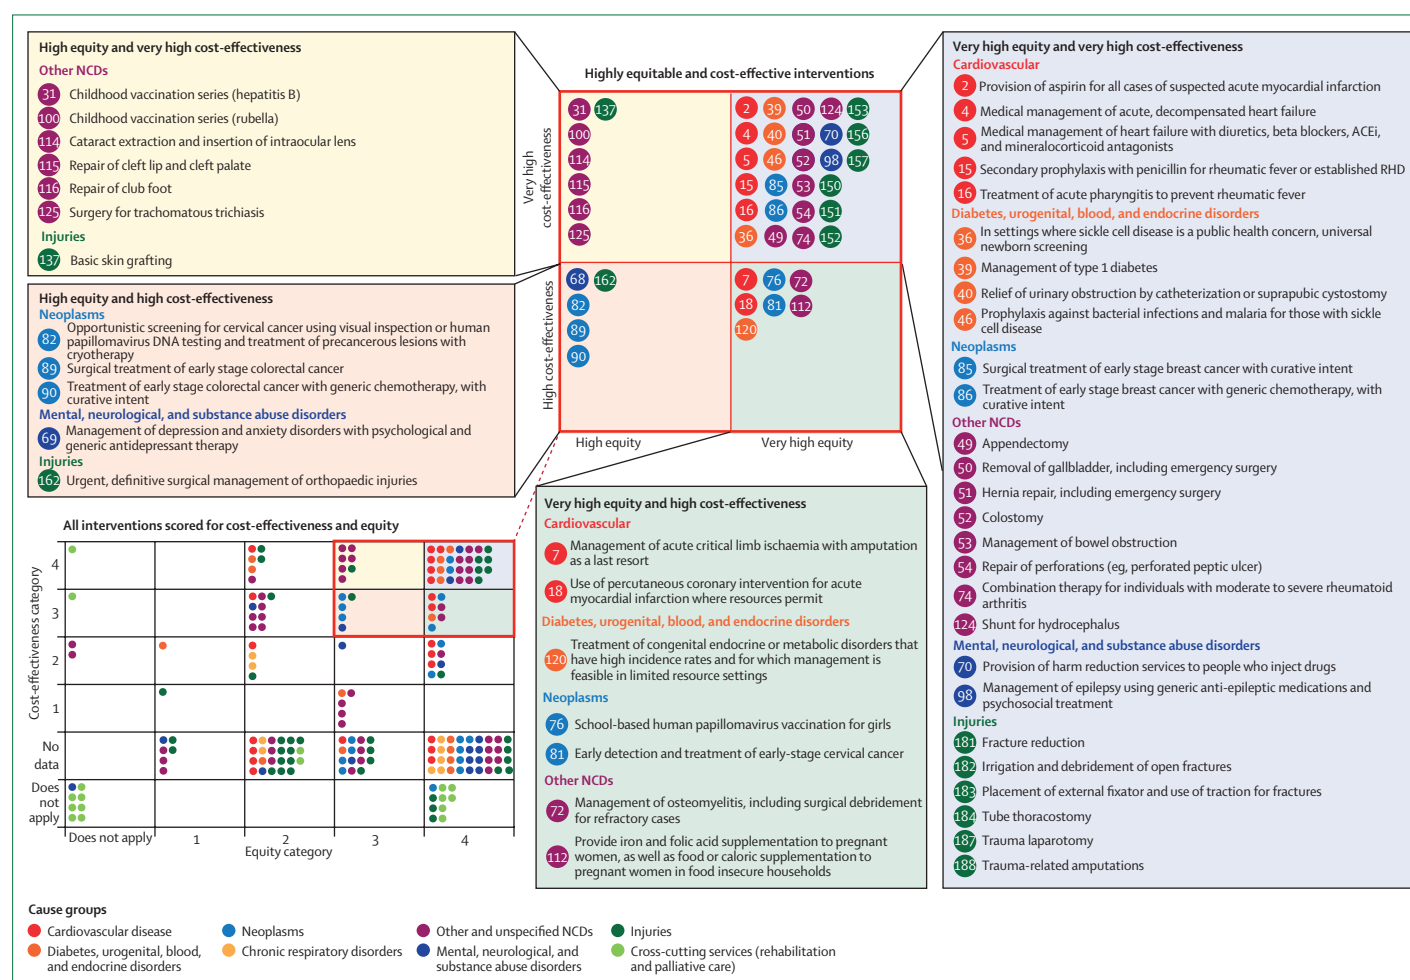 High equity and very high cost-effectiveness
Other NCDs
31 Childhood vaccination series (hepatitis B)
100 Childhood vaccination series (rubella)
114 Cataract extraction and insertion of intraocular lens
115 Repair of cleft lip and cleft palate
116 Repair of club foot
125 Surgery for trachomatous trichiasis
Injuries
137 Basic skin grafting
High equity and high cost-effectiveness
Neoplasms
82 Opportunistic screening for cervical cancer using visual inspection or human
papillomavirus DNA testing and treatment of precancerous lesions with
cryotherapy
89 Surgical treatment of early stage colorectal cancer
90 Treatment of early stage colorectal cancer with generic chemotherapy, with
curative intent
Mental, neurological, and substance abuse disorders
69 Management of depression and anxiety disorders with psychological and
generic antidepressant therapy
Injuries
162 Urgent, definitive surgical management of orthopaedic injuries
Highly equitable and cost-effective interventions
Very high
cost-effectiveness
31 137 2 39 50 124 153
100 4 40 51 70 156
114 5 46 52 98 157
115 15 85 53 150
116 16 86 54 151
125 36 49 74 152
High cost-effectiveness
68 162 7 76 72
82 18 81 112
89 120
90
High equity
Very high equity
Very high equity and very high cost-effectiveness
Cardiovascular
2 Provision of aspirin for all cases of suspected acute myocardial infarction
4 Medical management of acute, decompensated heart failure
5 Medical management of heart failure with diuretics, beta blockers, ACEi,
and mineralocorticoid antagonists
15 Secondary prophylaxis with penicillin for rheumatic fever or established RHD
16 Treatment of acute pharyngitis to prevent rheumatic fever
Diabetes, urogenital, blood, and endocrine disorders
36 In settings where sickle cell disease is a public health concern, universal
newborn screening
39 Management of type 1 diabetes
40 Relief of urinary obstruction by catheterization or suprapubic cystostomy
46 Prophylaxis against bacterial infections and malaria for those with sickle
cell disease
Neoplasms
85 Surgical treatment of early stage breast cancer with curative intent
86 Treatment of early stage breast cancer with generic chemotherapy, with
curative intent
Other NCDs
49 Appendectomy
50 Removal of gallbladder, including emergency surgery
51 Hernia repair, including emergency surgery
52 Colostomy
53 Management of bowel obstruction
54 Repair of perforations (eg, perforated peptic ulcer)
74 Combination therapy for individuals with moderate to severe rheumatoid
arthritis
124 Shunt for hydrocephalus
Mental, neurological, and substance abuse disorders
70 Provision of harm reduction services to people who inject drugs
98 Management of epilepsy using generic anti-epileptic medications and
psychosocial treatment
Injuries
181 Fracture reduction
182 Irrigation and debridement of open fractures
183 Placement of external fixator and use of traction for fractures
184 Tube thoracostomy
187 Trauma laparotomy
188 Trauma-related amputations
Very high equity and high cost-effectiveness
Cardiovascular
7 Management of acute critical limb ischaemia with amputation
as a last resort
18 Use of percutaneous coronary intervention for acute
myocardial infarction where resources permit
Diabetes, urogenital, blood, and endocrine disorders
120 Treatment of congenital endocrine or metabolic disorders that
have high incidence rates and for which management is
feasible in limited resource settings
Neoplasms
76 School-based human papillomavirus vaccination for girls
81 Early detection and treatment of early-stage cervical cancer
Other NCDs
72 Management of osteomyelitis, including surgical debridement
for refractory cases
112 Provide iron and folic acid supplementation to pregnant
women, as well as food or caloric supplementation to
pregnant women in food insecure households
All interventions scored for cost-effectiveness and equity
Cost-effectiveness category
4
3
2
1
No
data
Does
not
apply
Does not apply 1 2 3 4
Equity category
Cause groups
Cardiovascular disease
Diabetes, urogenital, blood,
and endocrine disorders
Neoplasms
Chronic respiratory disorders
Other and unspecified NCDs
Mental, neurological, and
substance abuse disorders
Injuries
Cross-cutting services (rehabilitation
and palliative care)